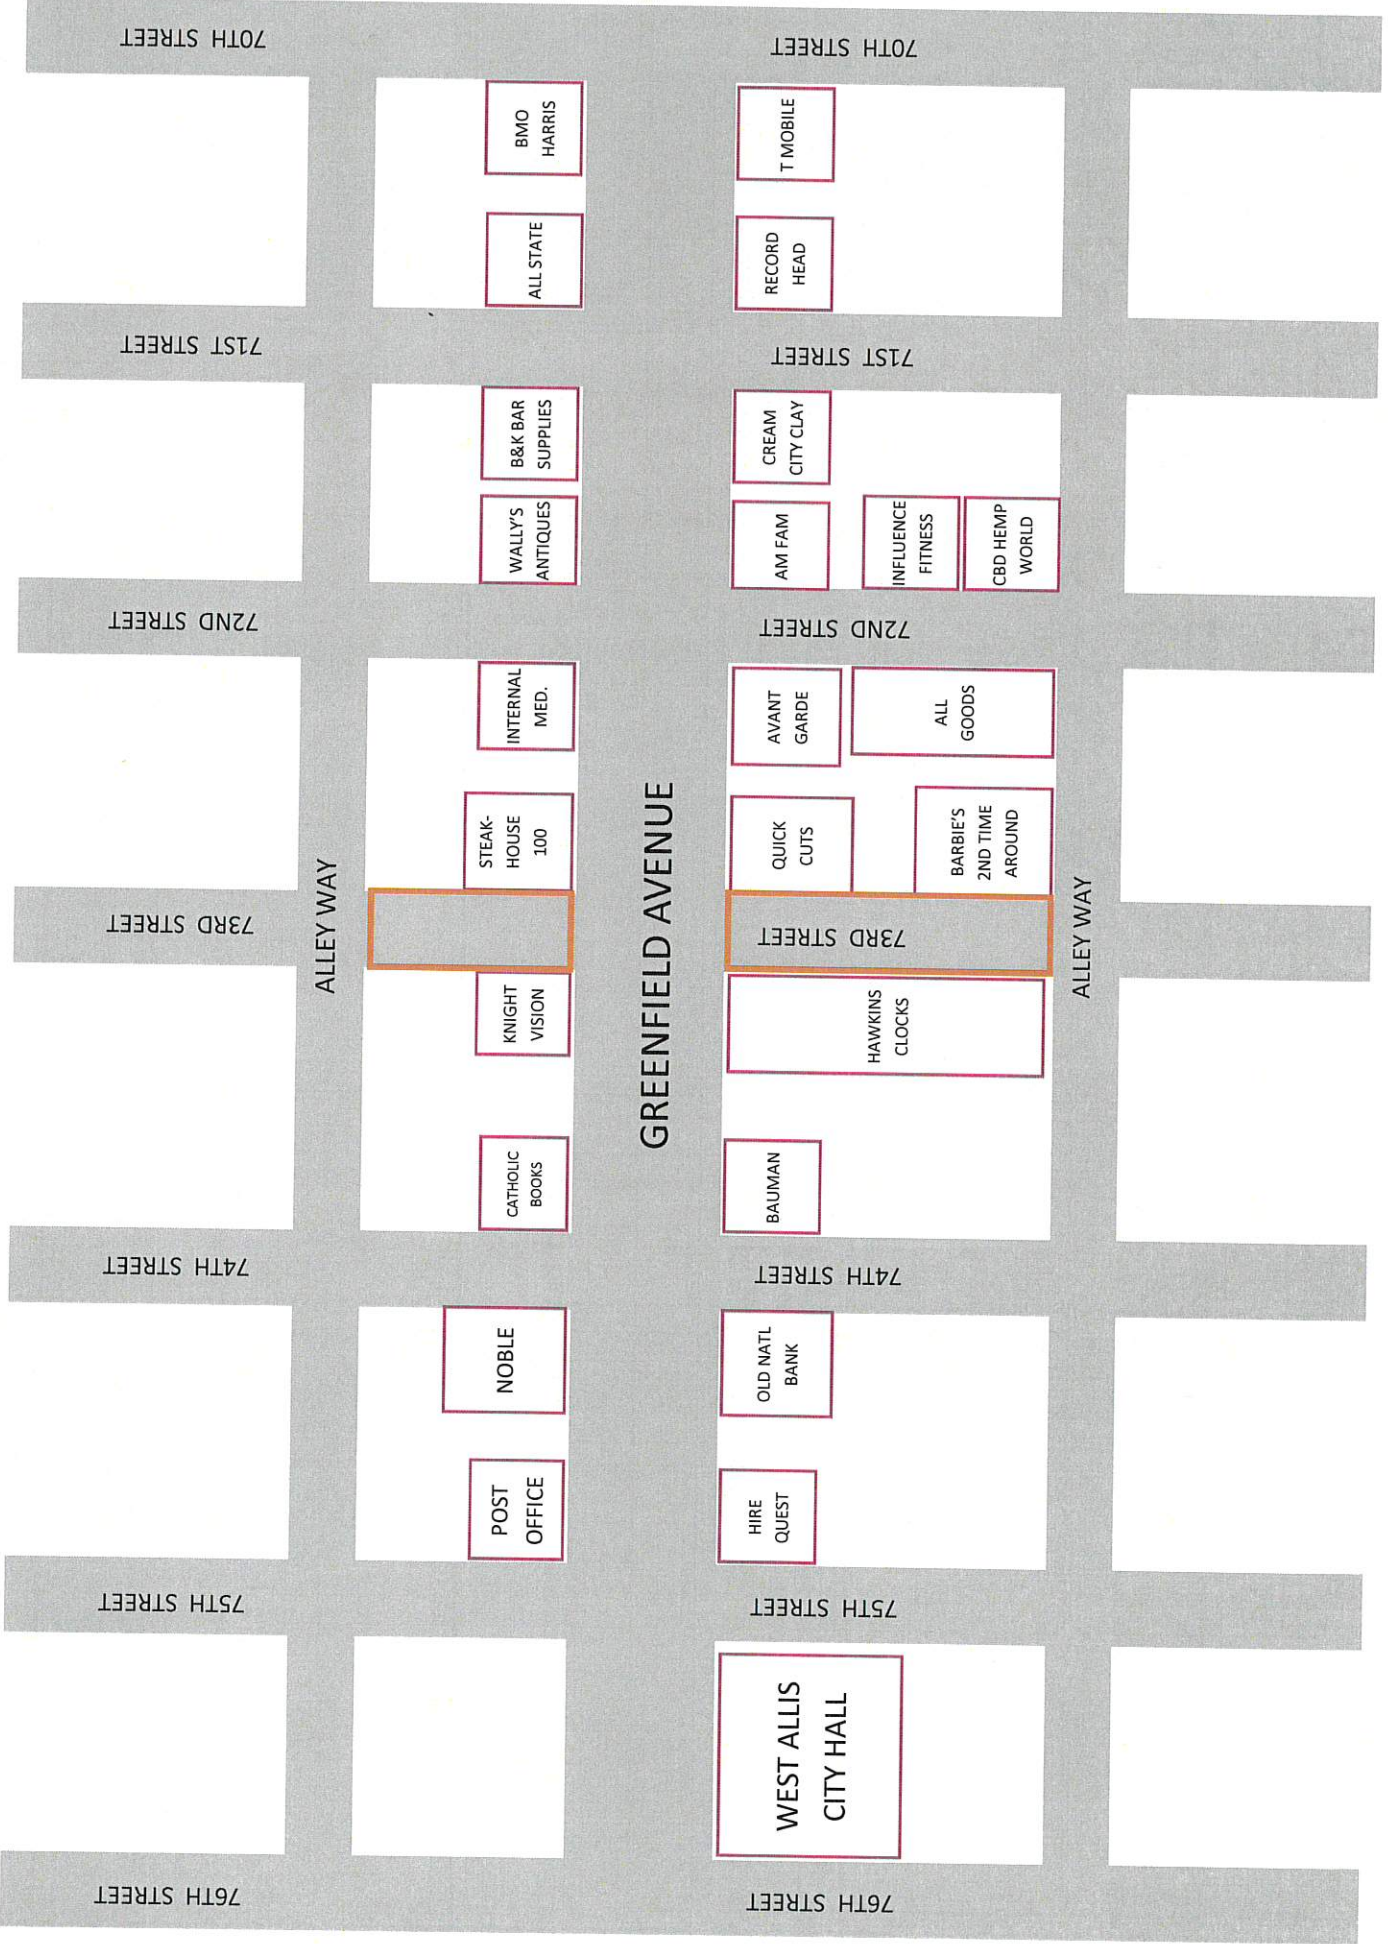 70TH STREET
70TH STREET
BMO
HARRIS
T MOBILE
ALL STATE
RECORD
HEAD
71ST STREET
71ST STREET
B&K BAR
SUPPLIES
CREAM
CITY CLAY
WALLY'S
ANTIQUES
AM FAM
INFLUENCE
FITNESS
CBD HEMP
WORLD
72ND STREET
72ND STREET
INTERNAL
MED.
AVANT
GARDE
ALL
GOODS
STEAK-
HOUSE
100
QUICK
CUTS
BARBIE'S
2ND TIME
AROUND
73RD STREET
ALLEY WAY
GREENFIELD AVENUE
73RD STREET
ALLEY WAY
KNIGHT
VISION
HAWKINS
CLOCKS
CATHOLIC
BOOKS
BAUMAN
74TH STREET
74TH STREET
NOBLE
OLD NATL
BANK
POST
OFFICE
HIRE
QUEST
75TH STREET
75TH STREET
WEST ALLIS
CITY HALL
76TH STREET
76TH STREET